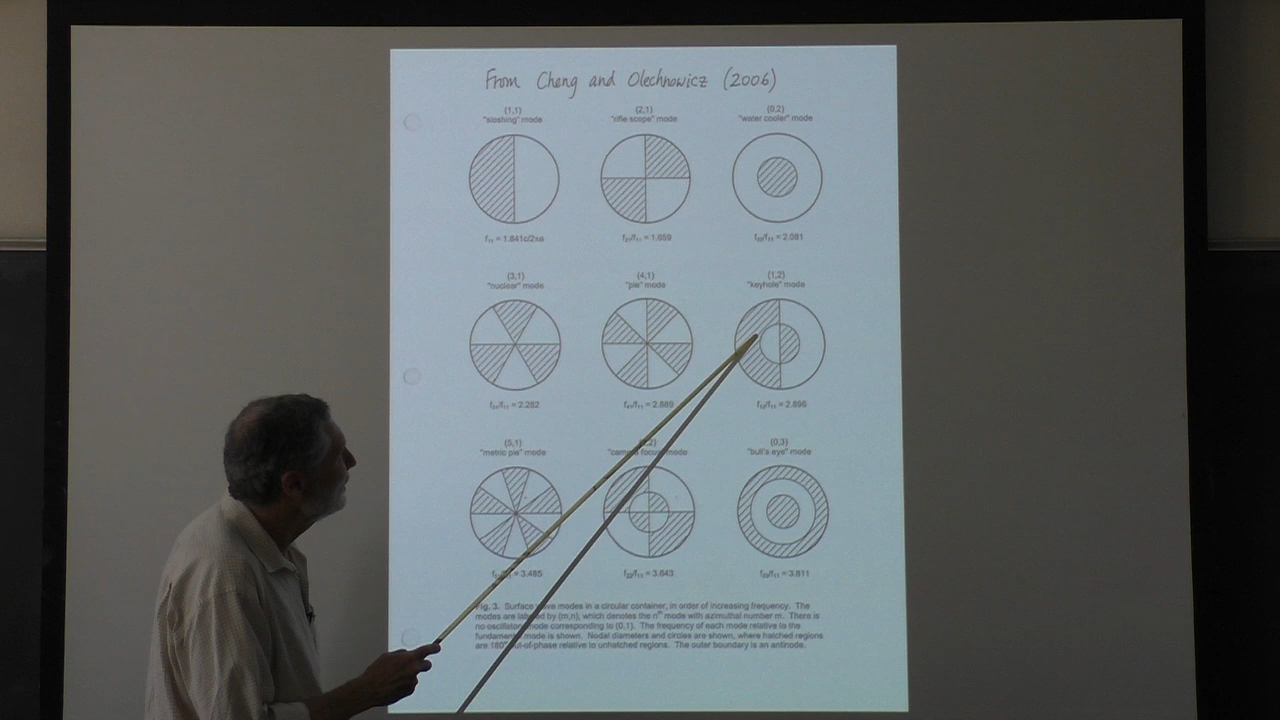 From Cheng and Olechnowicz (2006)
(1,1)
"sloshing" mode
(2,1)
"rifle scope" mode
(0,2)
"water cooler" mode
f₁₁ = 1.841c/2πa
f₂₁/f₁₁ = 1.659
f₀₂/f₁₁ = 2.081
(3,1)
"nuclear" mode
(4,1)
"pie" mode
(1,2)
"keyhole" mode
f₃₁/f₁₁ = 2.282
f₄₁/f₁₁ = 2.889
f₁₂/f₁₁ = 2.896
(5,1)
"metric pie" mode
"camera focus" mode
(0,3)
"bull's eye" mode
= 3.485
f₂₂/f₁₁ = 3.643
f₀₃/f₁₁ = 3.811
Fig. 3. Surface wave modes in a circular container, in order of increasing frequency. The
modes are labeled by (m,n), which denotes the nᵗʰ mode with azimuthal number m. There is
no oscillatory mode corresponding to (0,1). The frequency of each mode relative to the
fundamental mode is shown. Nodal diameters and circles are shown, where hatched regions
are 180° out-of-phase relative to unhatched regions. The outer boundary is an antinode.